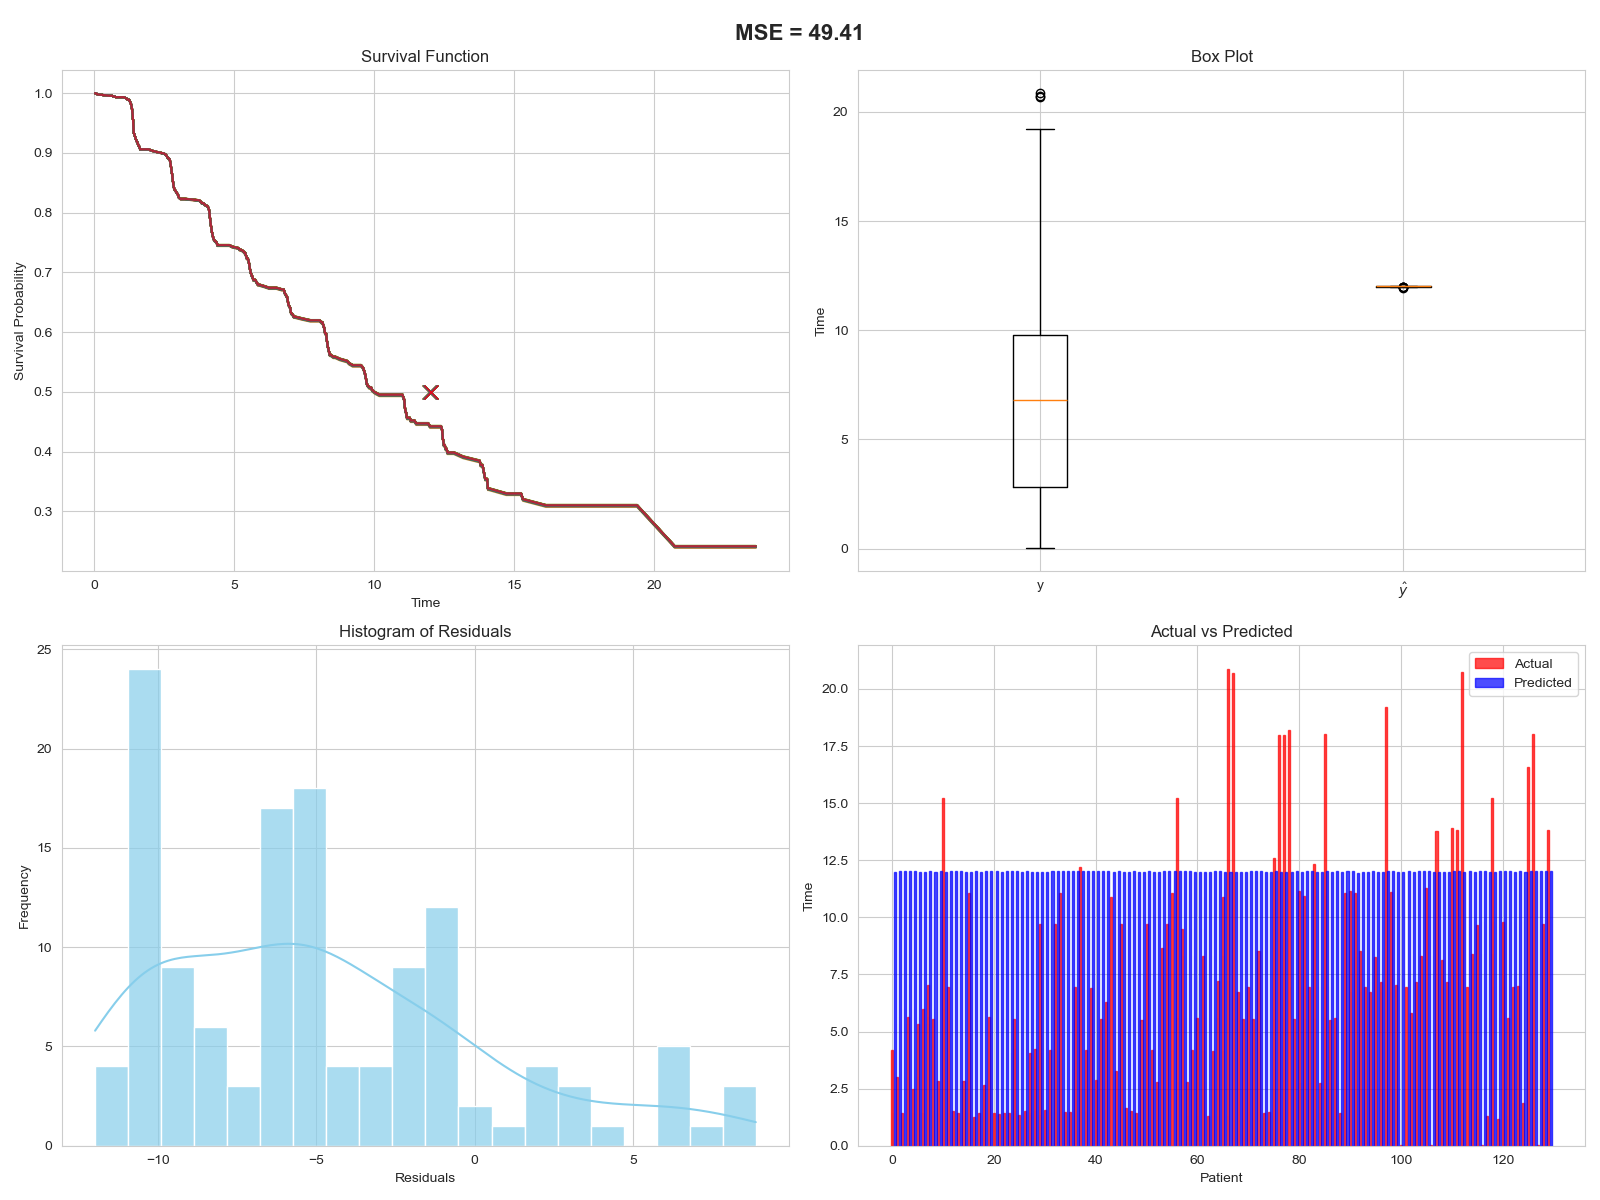 MSE = 49.41
Survival Function
1.0
0.9
0.8
0.7
0.6
0.5
0.4
0.3
Survival Probability
0
5
10
15
20
Time
Box Plot
20
15
10
5
0
Time
y
ŷ
Histogram of Residuals
25
20
15
10
5
0
Frequency
−10
−5
0
5
Residuals
Actual vs Predicted
Actual
Predicted
20.0
17.5
15.0
12.5
10.0
7.5
5.0
2.5
0.0
Time
0
20
40
60
80
100
120
Patient